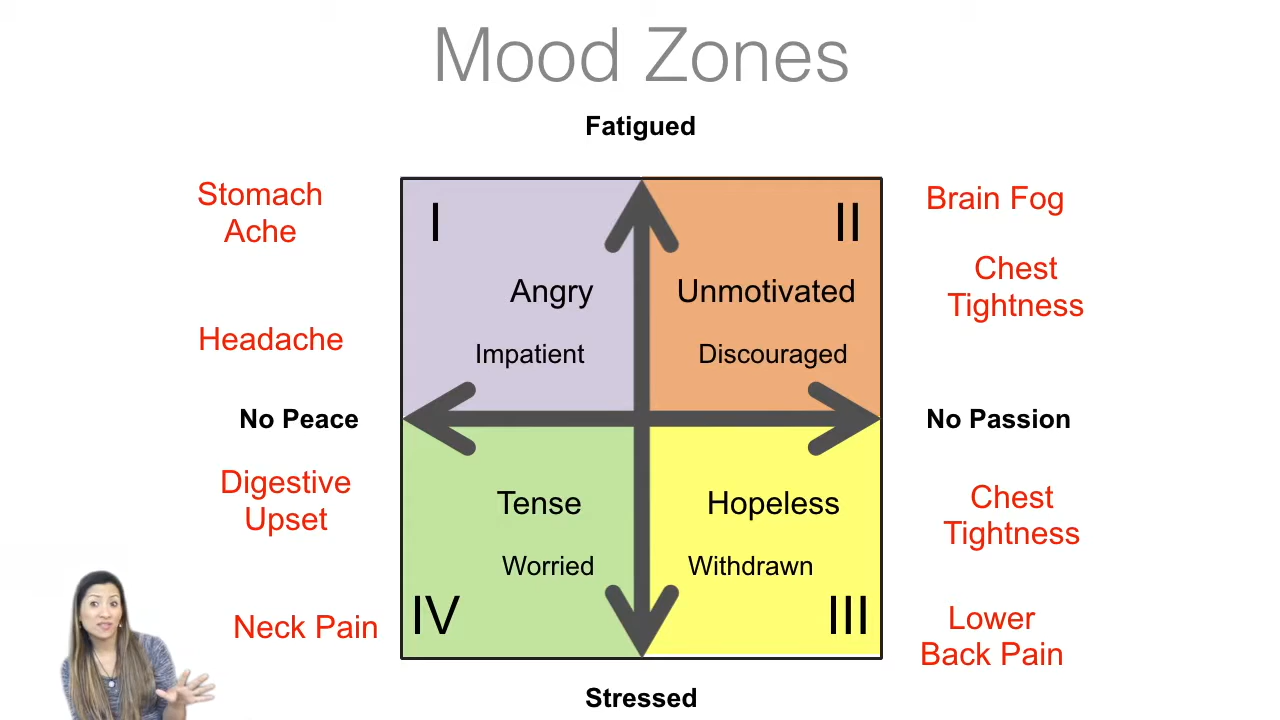 Mood Zones
Fatigued
Stomach
Ache
Headache
I
Angry
Impatient
II
Unmotivated
Discouraged
Brain Fog
Chest
Tightness
No Peace
No Passion
Digestive
Upset
Neck Pain
Tense
Worried
IV
Hopeless
Withdrawn
III
Chest
Tightness
Lower
Back Pain
Stressed